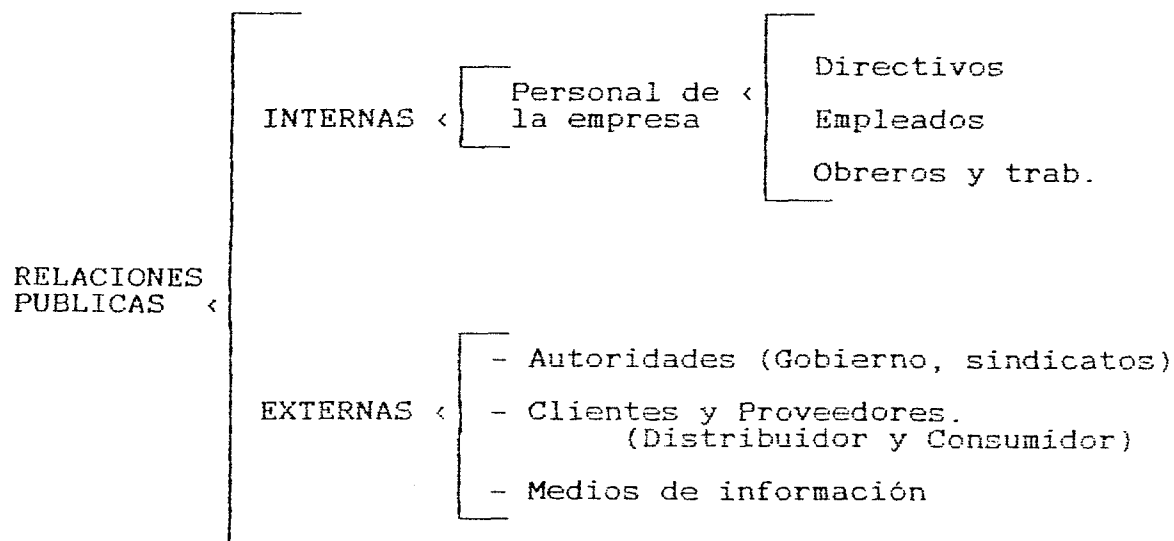 RELACIONES
PUBLICAS <
INTERNAS <
Personal de <
la empresa
Directivos
Empleados
Obreros y trab.
EXTERNAS <
- Autoridades (Gobierno, sindicatos)
- Clientes y Proveedores.
(Distribuidor y Consumidor)
- Medios de información